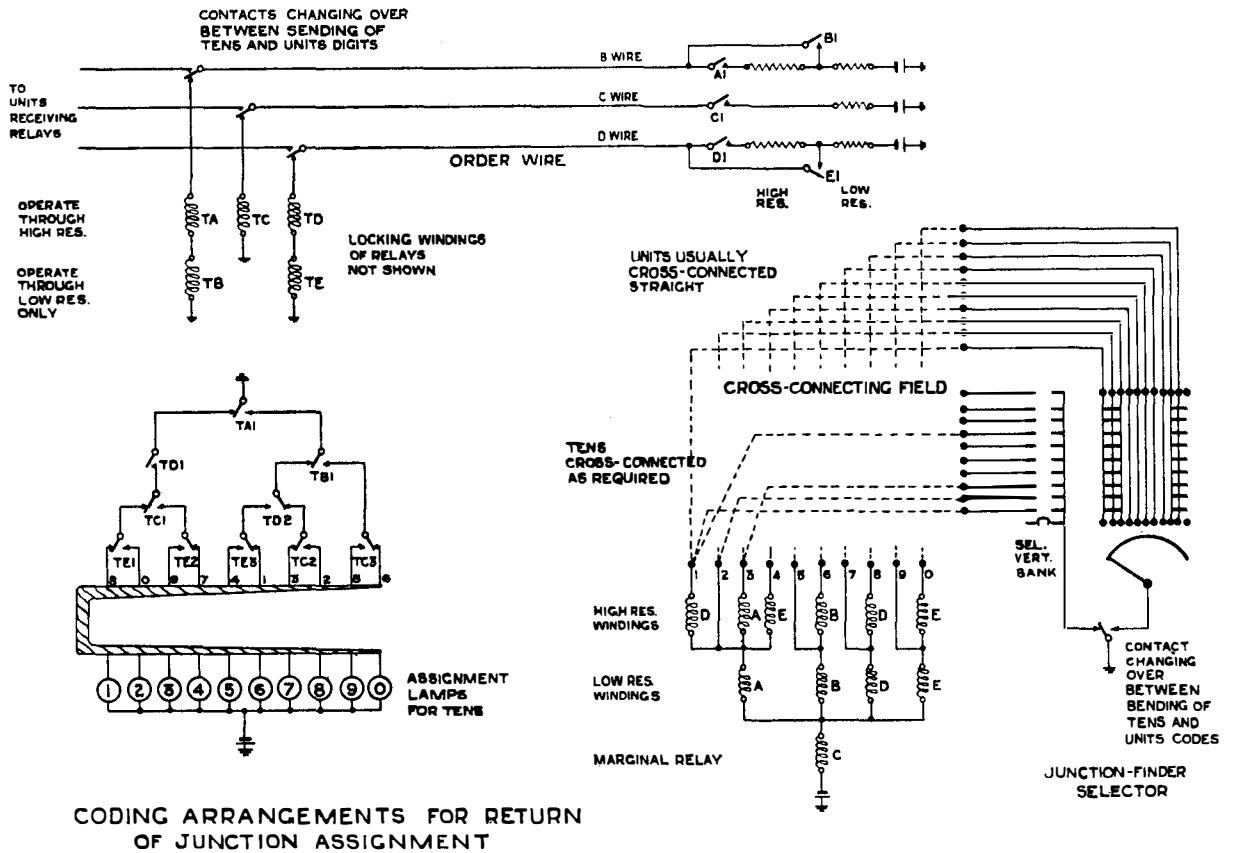 CONTACTS CHANGING OVER
BETWEEN SENDING OF
TENS AND UNITS DIGITS
TO
UNITS
RECEIVING
RELAYS
B WIRE
B1
A1
C WIRE
C1
D WIRE
D1
E1
ORDER WIRE
HIGH
RES.
LOW
RES.
OPERATE
THROUGH
HIGH RES.
TA
TC
TD
LOCKING WINDINGS
OF RELAYS
NOT SHOWN
OPERATE
THROUGH
LOW RES.
ONLY
TB
TE
UNITS USUALLY
CROSS-CONNECTED
STRAIGHT
CROSS-CONNECTING FIELD
TA1
TD1
TB1
TC1
TD2
TE1
TE2
TE3
TC2
TC3
8 0 9 7 4 1 3 2 5 6
TENS
CROSS-CONNECTED
AS REQUIRED
SEL.
VERT.
BANK
1 2 3 4 5 6 7 8 9 0
HIGH RES.
WINDINGS
D A E B D E
LOW RES.
WINDINGS
A B D E
MARGINAL RELAY
C
1 2 3 4 5 6 7 8 9 0
ASSIGNMENT
LAMPS
FOR TENS
CONTACT
CHANGING
OVER
BETWEEN
BENDING OF
TENS AND
UNITS CODES
JUNCTION-FINDER
SELECTOR
CODING ARRANGEMENTS FOR RETURN
OF JUNCTION ASSIGNMENT